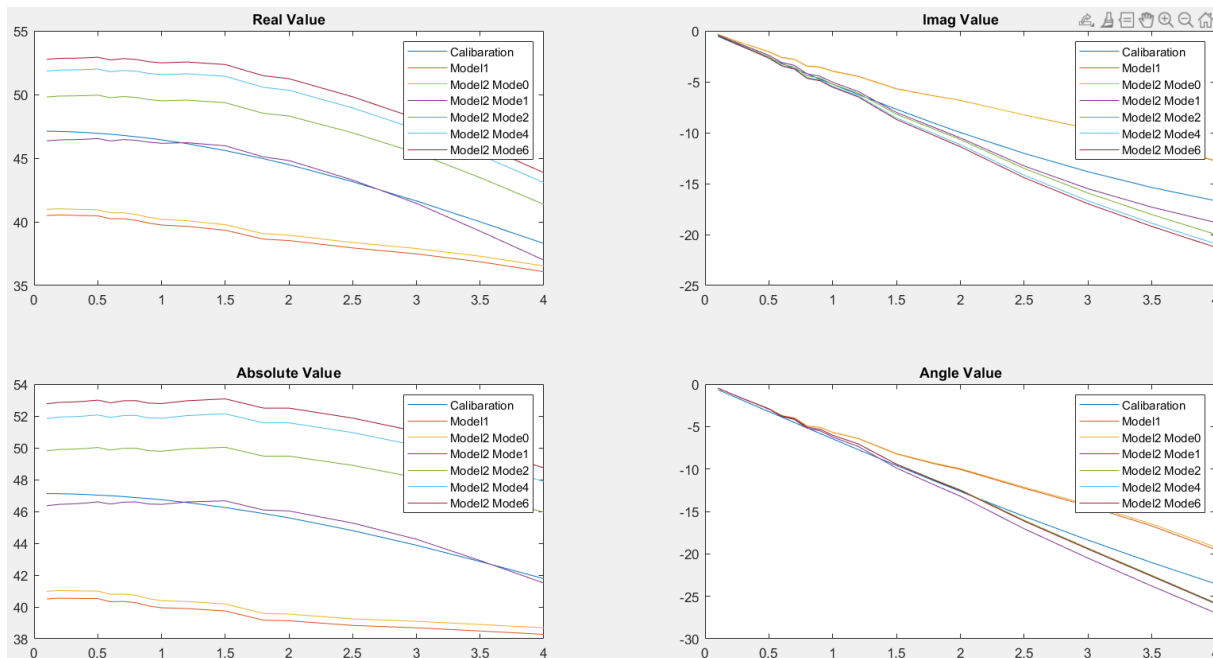 Real Value
55
50
45
40
35
0 0.5 1 1.5 2 2.5 3 3.5 4
Calibaration
Model1
Model2 Mode0
Model2 Mode1
Model2 Mode2
Model2 Mode4
Model2 Mode6
Imag Value
0
-5
-10
-15
-20
-25
0 0.5 1 1.5 2 2.5 3 3.5 4
Calibaration
Model1
Model2 Mode0
Model2 Mode1
Model2 Mode2
Model2 Mode4
Model2 Mode6
Absolute Value
54
52
50
48
46
44
42
40
38
0 0.5 1 1.5 2 2.5 3 3.5 4
Calibaration
Model1
Model2 Mode0
Model2 Mode1
Model2 Mode2
Model2 Mode4
Model2 Mode6
Angle Value
0
-5
-10
-15
-20
-25
-30
0 0.5 1 1.5 2 2.5 3 3.5 4
Calibaration
Model1
Model2 Mode0
Model2 Mode1
Model2 Mode2
Model2 Mode4
Model2 Mode6